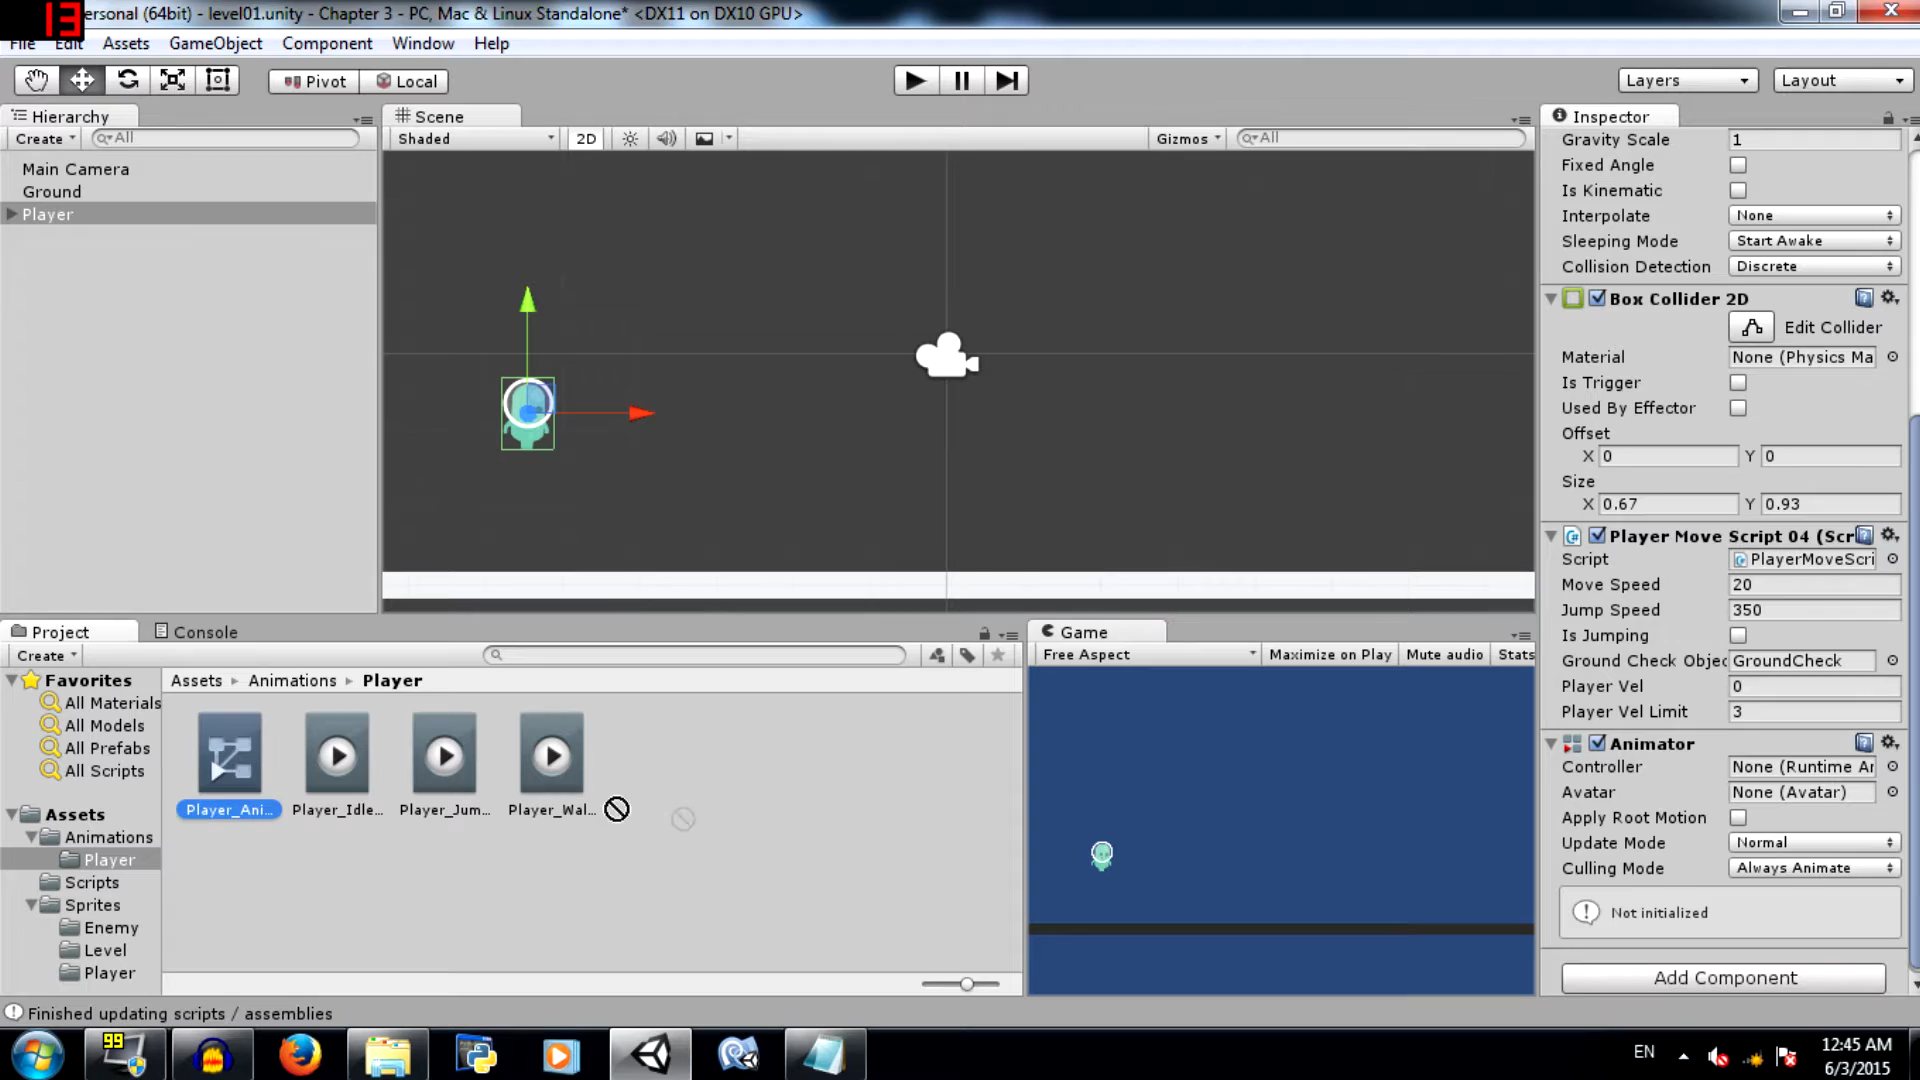 13
ersonal (64bit) - level01.unity - Chapter 3 - PC, Mac & Linux Standalone* <DX11 on DX10 GPU>
File Edit Assets GameObject Component Window Help
Pivot Local Layers Layout
Hierarchy
Create All
Main Camera
Ground
Player
Scene
Shaded 2D Gizmos All
Inspector
Gravity Scale 1
Fixed Angle
Is Kinematic
Interpolate None
Sleeping Mode Start Awake
Collision Detection Discrete
Box Collider 2D
Edit Collider
Material None (Physics Ma
Is Trigger
Used By Effector
Offset
X 0 Y 0
Size
X 0.67 Y 0.93
Player Move Script 04 (Scr
Script PlayerMoveScri
Move Speed 20
Jump Speed 350
Is Jumping
Ground Check Objec GroundCheck
Player Vel 0
Player Vel Limit 3
Animator
Controller None (Runtime Ar
Avatar None (Avatar)
Apply Root Motion
Update Mode Normal
Culling Mode Always Animate
Not initialized
Add Component
Project Console
Create
Favorites
All Materials
All Models
All Prefabs
All Scripts
Assets
Animations
Player
Scripts
Sprites
Enemy
Level
Player
Assets Animations Player
Player_Ani... Player_Idle... Player_Jum... Player_Wal...
Game
Free Aspect Maximize on Play Mute audio Stats
Finished updating scripts / assemblies
99
EN
12:45 AM
6/3/2015